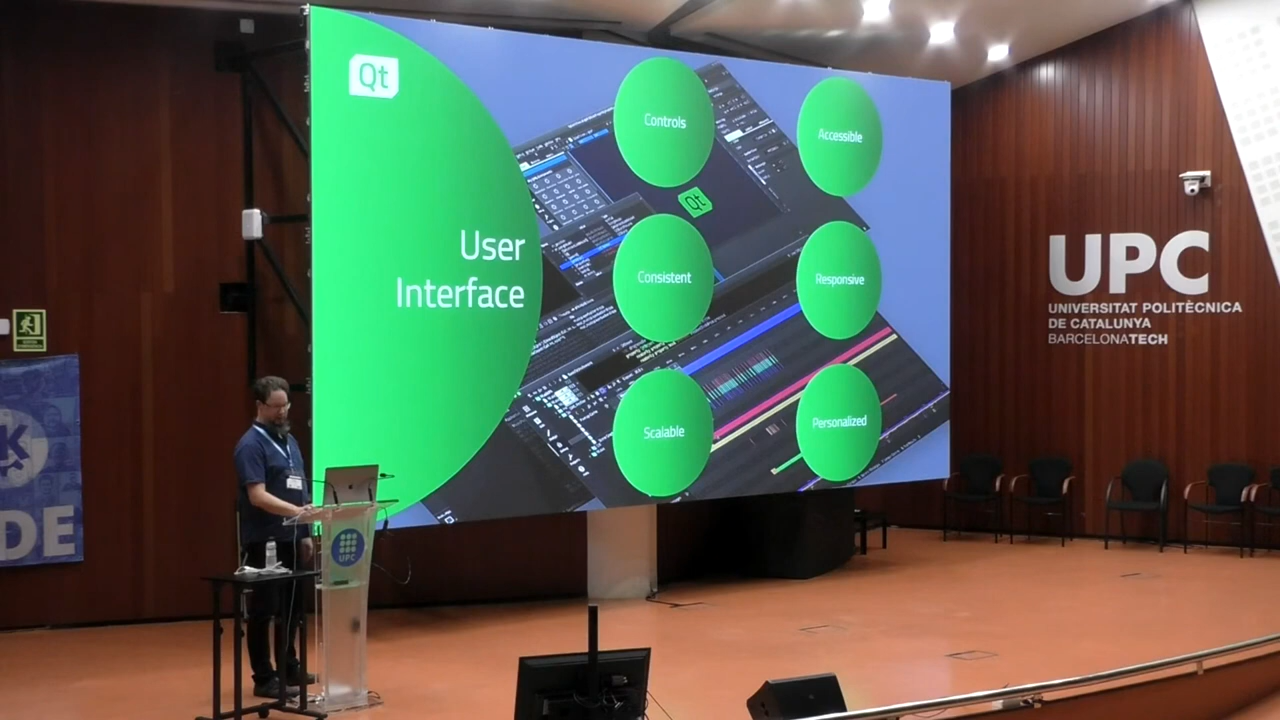 Qt
User
Interface
Controls
Accessible
Qt
Consistent
Responsive
Scalable
Personalized
UPC
UNIVERSITAT POLITÈCNICA
DE CATALUNYA
BARCELONATECH
K
DE
UPC